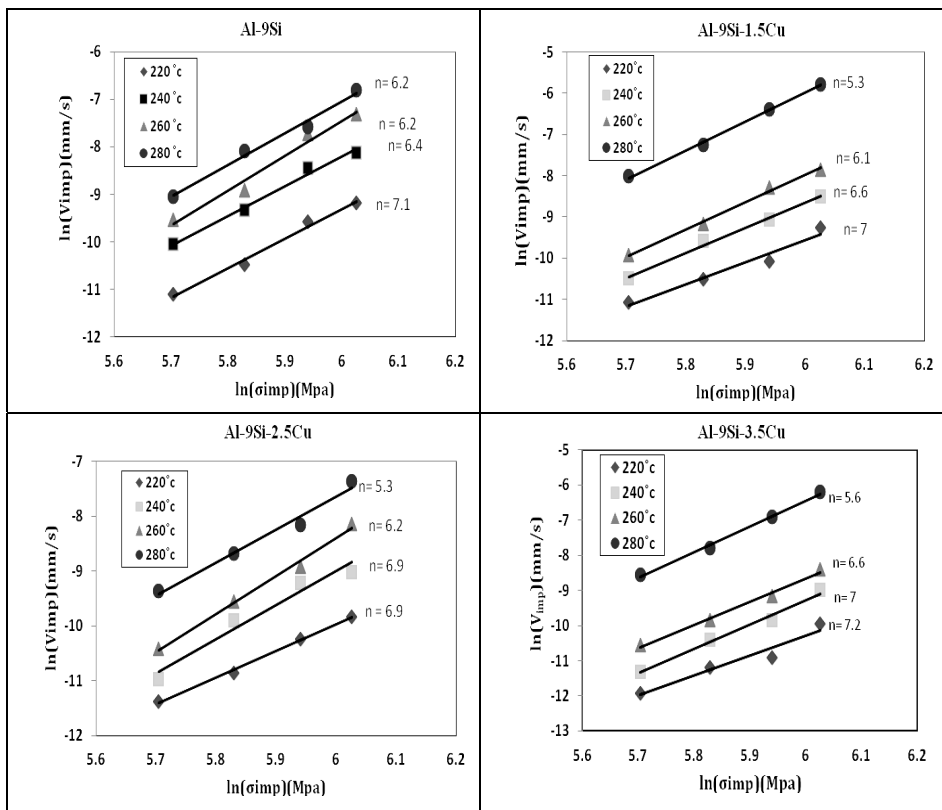 Al-9Si
ln(Vimp)(mm/s)
-6
-7
-8
-9
-10
-11
-12
220˚c
240˚c
260˚c
280˚c
n= 6.2
n= 6.2
n= 6.4
n= 7.1
5.6 5.7 5.8 5.9 6 6.1 6.2
ln(σimp)(Mpa)
Al-9Si-1.5Cu
ln(Vimp)(mm/s)
-5
-6
-7
-8
-9
-10
-11
-12
220˚c
240˚c
260˚c
280˚c
n= 5.3
n= 6.1
n= 6.6
n= 7
5.6 5.7 5.8 5.9 6 6.1 6.2
ln(σimp)(Mpa)
Al-9Si-2.5Cu
ln(Vimp)(mm/s)
-7
-8
-9
-10
-11
-12
220˚c
240˚c
260˚c
280˚c
n= 5.3
n= 6.2
n= 6.9
n= 6.9
5.6 5.7 5.8 5.9 6 6.1 6.2
ln(σimp)(Mpa)
Al-9Si-3.5Cu
ln(Vimp)(mm/s)
-5
-6
-7
-8
-9
-10
-11
-12
-13
220˚c
240˚c
260˚c
280˚c
n= 5.6
n= 6.6
n= 7
n= 7.2
5.6 5.7 5.8 5.9 6 6.1 6.2
ln(σimp)(Mpa)